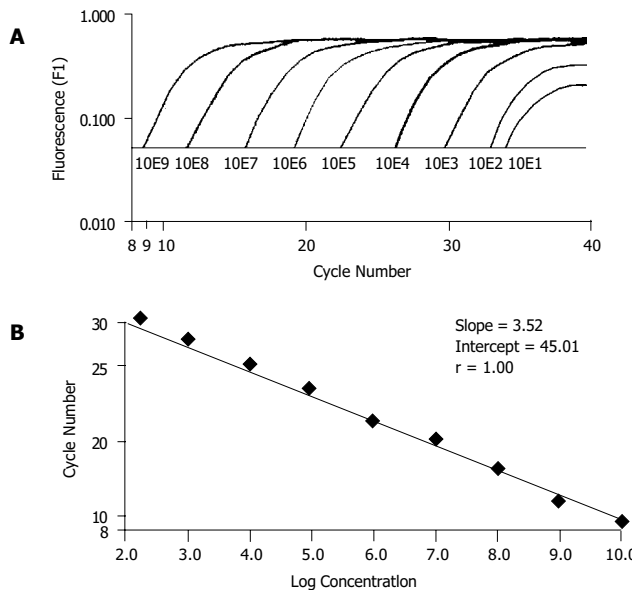 A
1.000
0.100
0.010
Fluorescence (F1)
10E9 10E8 10E7 10E6 10E5 10E4 10E3 10E2 10E1
8 9 10 20 30 40
Cycle Number
B
30
25
20
10
8
Cycle Number
Slope = 3.52
Intercept = 45.01
r = 1.00
2.0 3.0 4.0 5.0 6.0 7.0 8.0 9.0 10.0
Log Concentration